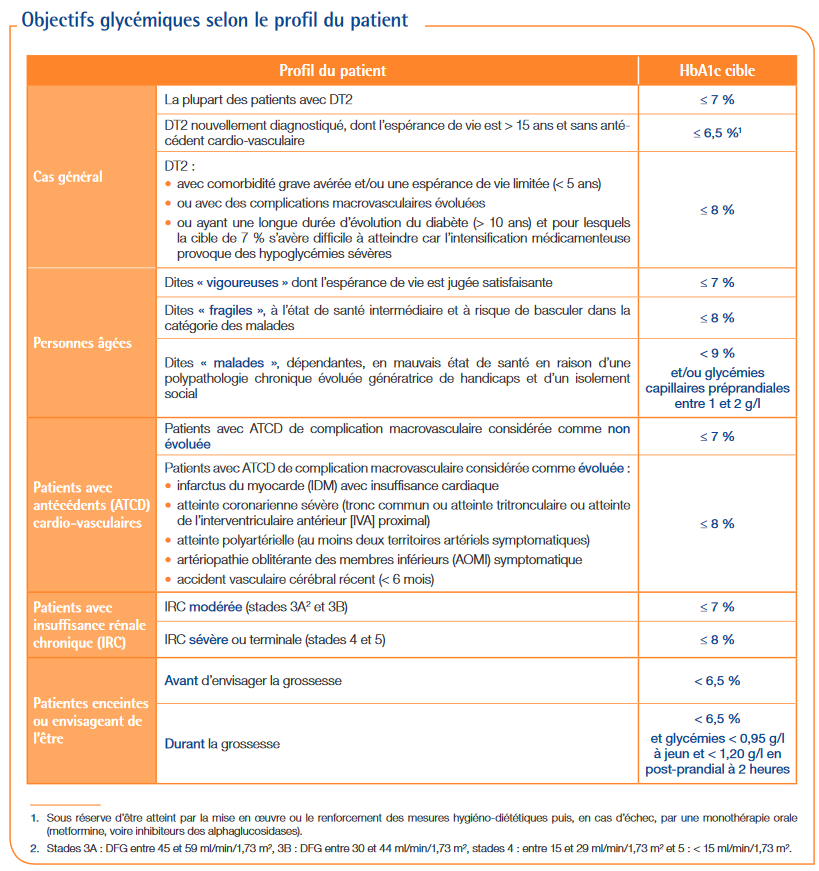 Objectifs glycémiques selon le profil du patient
Profil du patient
HbA1c cible
Cas général
La plupart des patients avec DT2
≤ 7 %
DT2 nouvellement diagnostiqué, dont l'espérance de vie est > 15 ans et sans anté-
cédent cardio-vasculaire
≤ 6,5 %¹
DT2 :
• avec comorbidité grave avérée et/ou une espérance de vie limitée (< 5 ans)
• ou avec des complications macrovasculaires évoluées
• ou ayant une longue durée d'évolution du diabète (> 10 ans) et pour lesquels
la cible de 7 % s'avère difficile à atteindre car l'intensification médicamenteuse
provoque des hypoglycémies sévères
≤ 8 %
Personnes âgées
Dites « vigoureuses » dont l'espérance de vie est jugée satisfaisante
≤ 7 %
Dites « fragiles », à l'état de santé intermédiaire et à risque de basculer dans la
catégorie des malades
≤ 8 %
Dites « malades », dépendantes, en mauvais état de santé en raison d'une
polypathologie chronique évoluée génératrice de handicaps et d'un isolement
social
< 9 %
et/ou glycémies
capillaires préprandiales
entre 1 et 2 g/l
Patients avec
antécédents (ATCD)
cardio-vasculaires
Patients avec ATCD de complication macrovasculaire considérée comme non
évoluée
≤ 7 %
Patients avec ATCD de complication macrovasculaire considérée comme évoluée :
• infarctus du myocarde (IDM) avec insuffisance cardiaque
• atteinte coronarienne sévère (tronc commun ou atteinte tritronculaire ou atteinte
de l'interventriculaire antérieur [IVA] proximal)
• atteinte polyartérielle (au moins deux territoires artériels symptomatiques)
• artériopathie oblitérante des membres inférieurs (AOMI) symptomatique
• accident vasculaire cérébral récent (< 6 mois)
≤ 8 %
Patients avec
insuffisance rénale
chronique (IRC)
IRC modérée (stades 3A² et 3B)
≤ 7 %
IRC sévère ou terminale (stades 4 et 5)
≤ 8 %
Patientes enceintes
ou envisageant de
l'être
Avant d'envisager la grossesse
< 6,5 %
Durant la grossesse
< 6,5 %
et glycémies < 0,95 g/l
à jeun et < 1,20 g/l en
post-prandial à 2 heures
1. Sous réserve d'être atteint par la mise en œuvre ou le renforcement des mesures hygiéno-diététiques puis, en cas d'échec, par une monothérapie orale
(metformine, voire inhibiteurs des alphaglucosidases).
2. Stades 3A : DFG entre 45 et 59 ml/min/1,73 m², 3B : DFG entre 30 et 44 ml/min/1,73 m², stades 4 : entre 15 et 29 ml/min/1,73 m² et 5 : < 15 ml/min/1,73 m².